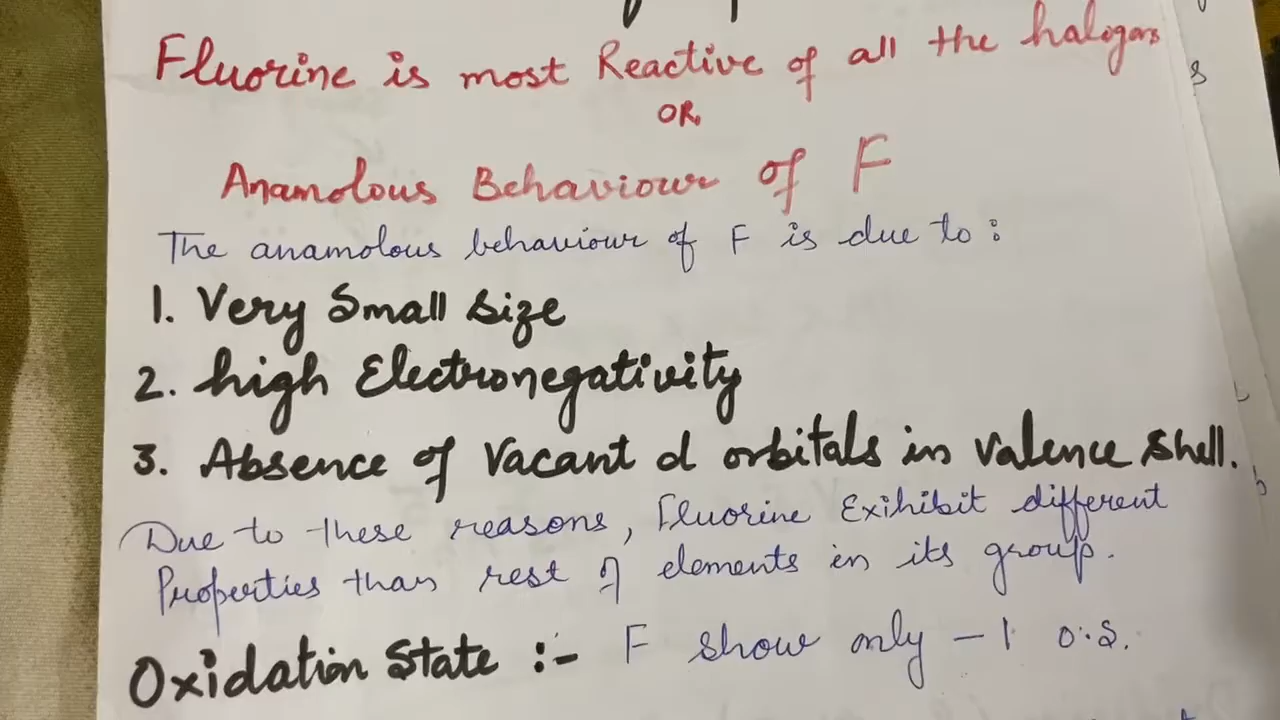 Fluorine is most Reactive of all the halogens
OR
Anamolous Behaviour of F
The anamolous behaviour of F is due to :
1. Very Small Size
2. high Electronegativity
3. Absence of Vacant d orbitals in Valence Shell.
Due to these reasons, Fluorine Exihibit different
Properties than rest of elements in its group.
Oxidation State :- F show only -1 o.s.